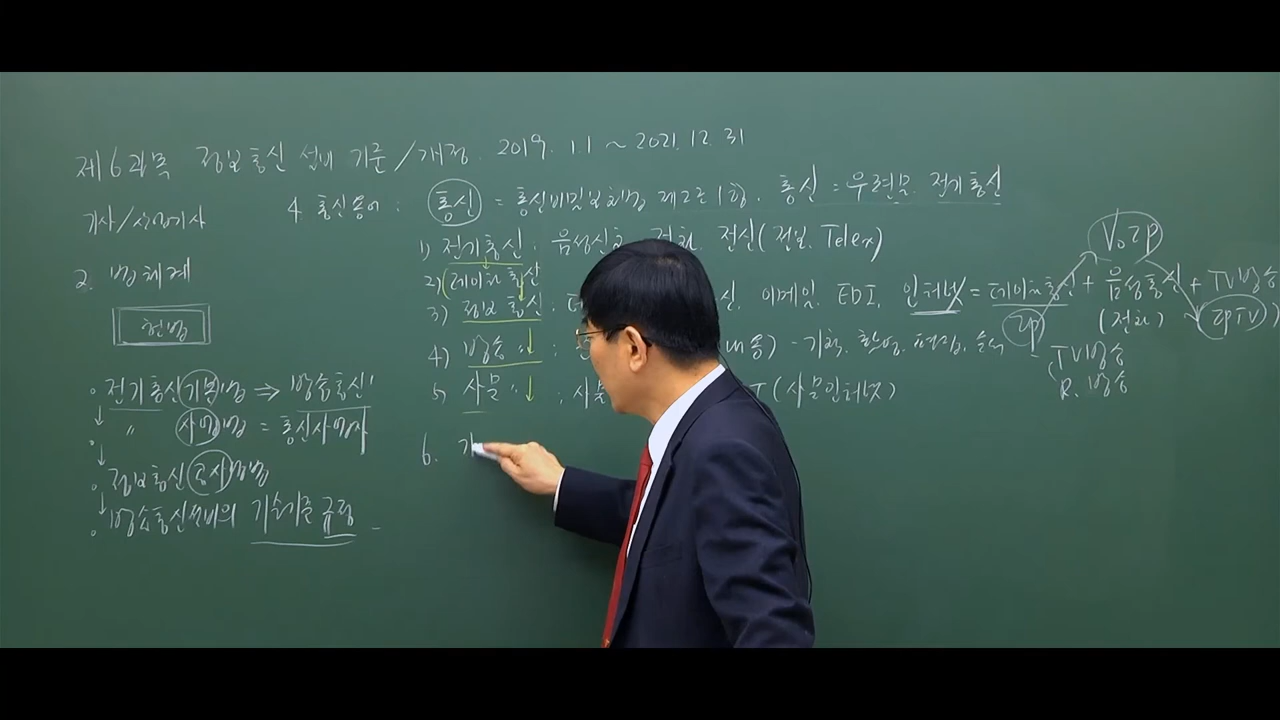 제6과목 정보통신 설비 기준/개정. 2019. 1.1 ~ 2021. 12. 31
기사/산업기사
4. 통신용어 : 통신 = 통신비밀보호법 제2조 1항. 통신 = 우편물. 전기통신
2. 법체계
헌법
• 전기통신기본법 ⇒ 방송통신
↓ 〃 사업법 = 통신사업자
↓ 정보통신공사업법
↓ 방송통신설비의 기술기준 규정
1) 전기통신 : 음성신호 전화. 전신(전보. Telex)
2) (데이터통신
3) 정보통신 : 이메일. EDI, 인터넷 = 데이터통신 + 음성통신 + TV방송
(전화)
VoIP
IP
(IPTV)
4) 방송 〃 : - 기획. 촬영. 편집. 송출
TV방송
R. 방송
5) 사물 〃 : 사물 (사물인터넷)
6. 기